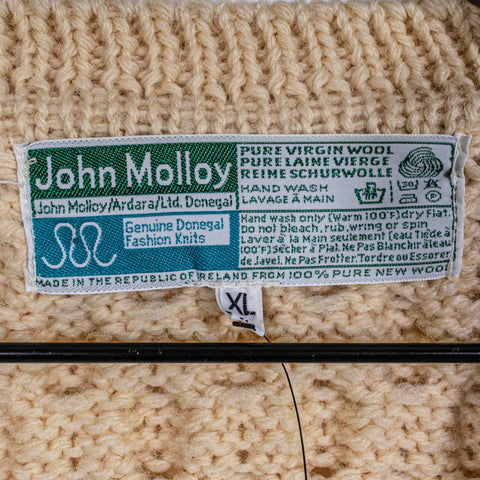 John Molloy
John Molloy/Ardara/Ltd. Donegal
Genuine Donegal
Fashion Knits
PURE VIRGIN WOOL
PURE LAINE VIERGE
REINE SCHURWOLLE
HAND WASH
LAVAGE À MAIN
30 A P
Hand wash only (Warm 100°F) dry Flat.
Do not bleach, rub, wring or spin
Laver à la Main seulement (eau Tiède à
100°F) Sécher à Plat. Ne Pas Blanchir à leau
de Javel. Ne Pas Frotter. Tordre ou Essorer
MADE IN THE REPUBLIC OF IRELAND FROM 100% PURE NEW WOOL
XL